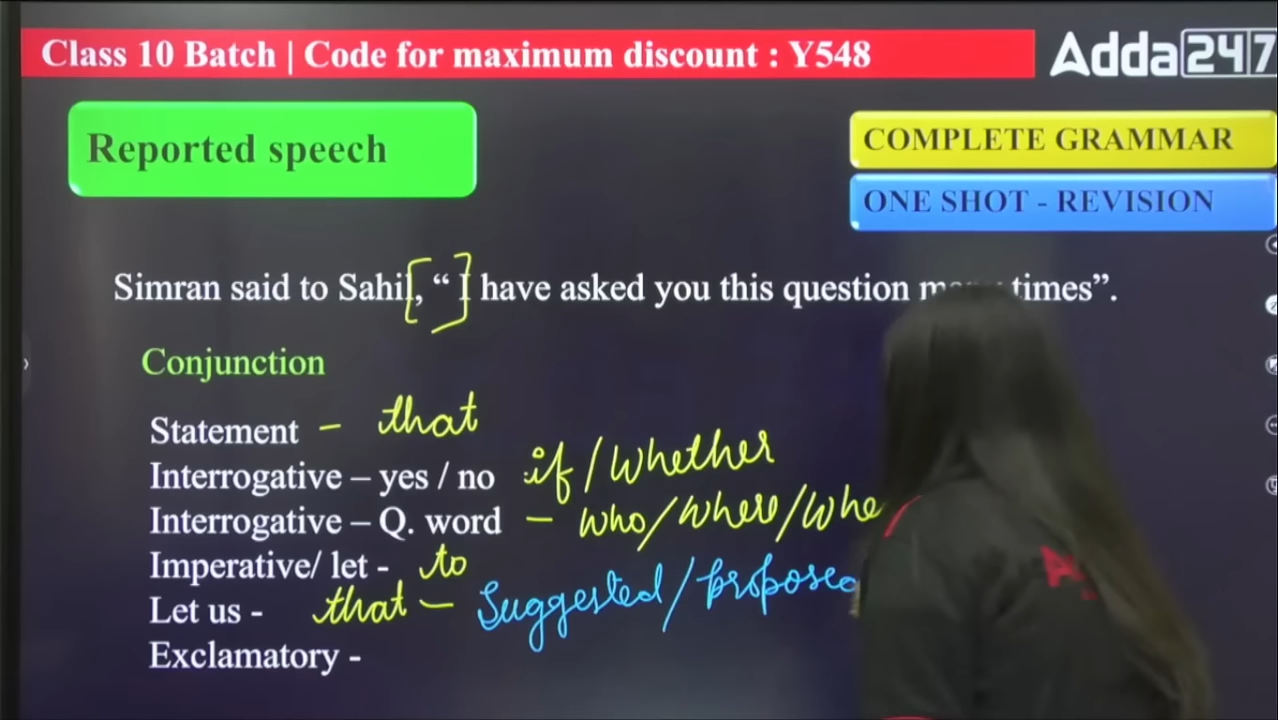 Class 10 Batch | Code for maximum discount : Y548
Adda247
Reported speech
COMPLETE GRAMMAR
ONE SHOT - REVISION
Simran said to Sahil, “ I have asked you this question times”.
Conjunction
Statement – that
Interrogative – yes / no if / whether
Interrogative – Q. word – who/where/
Imperative/ let - to
Let us - that – Suggested/
Exclamatory -